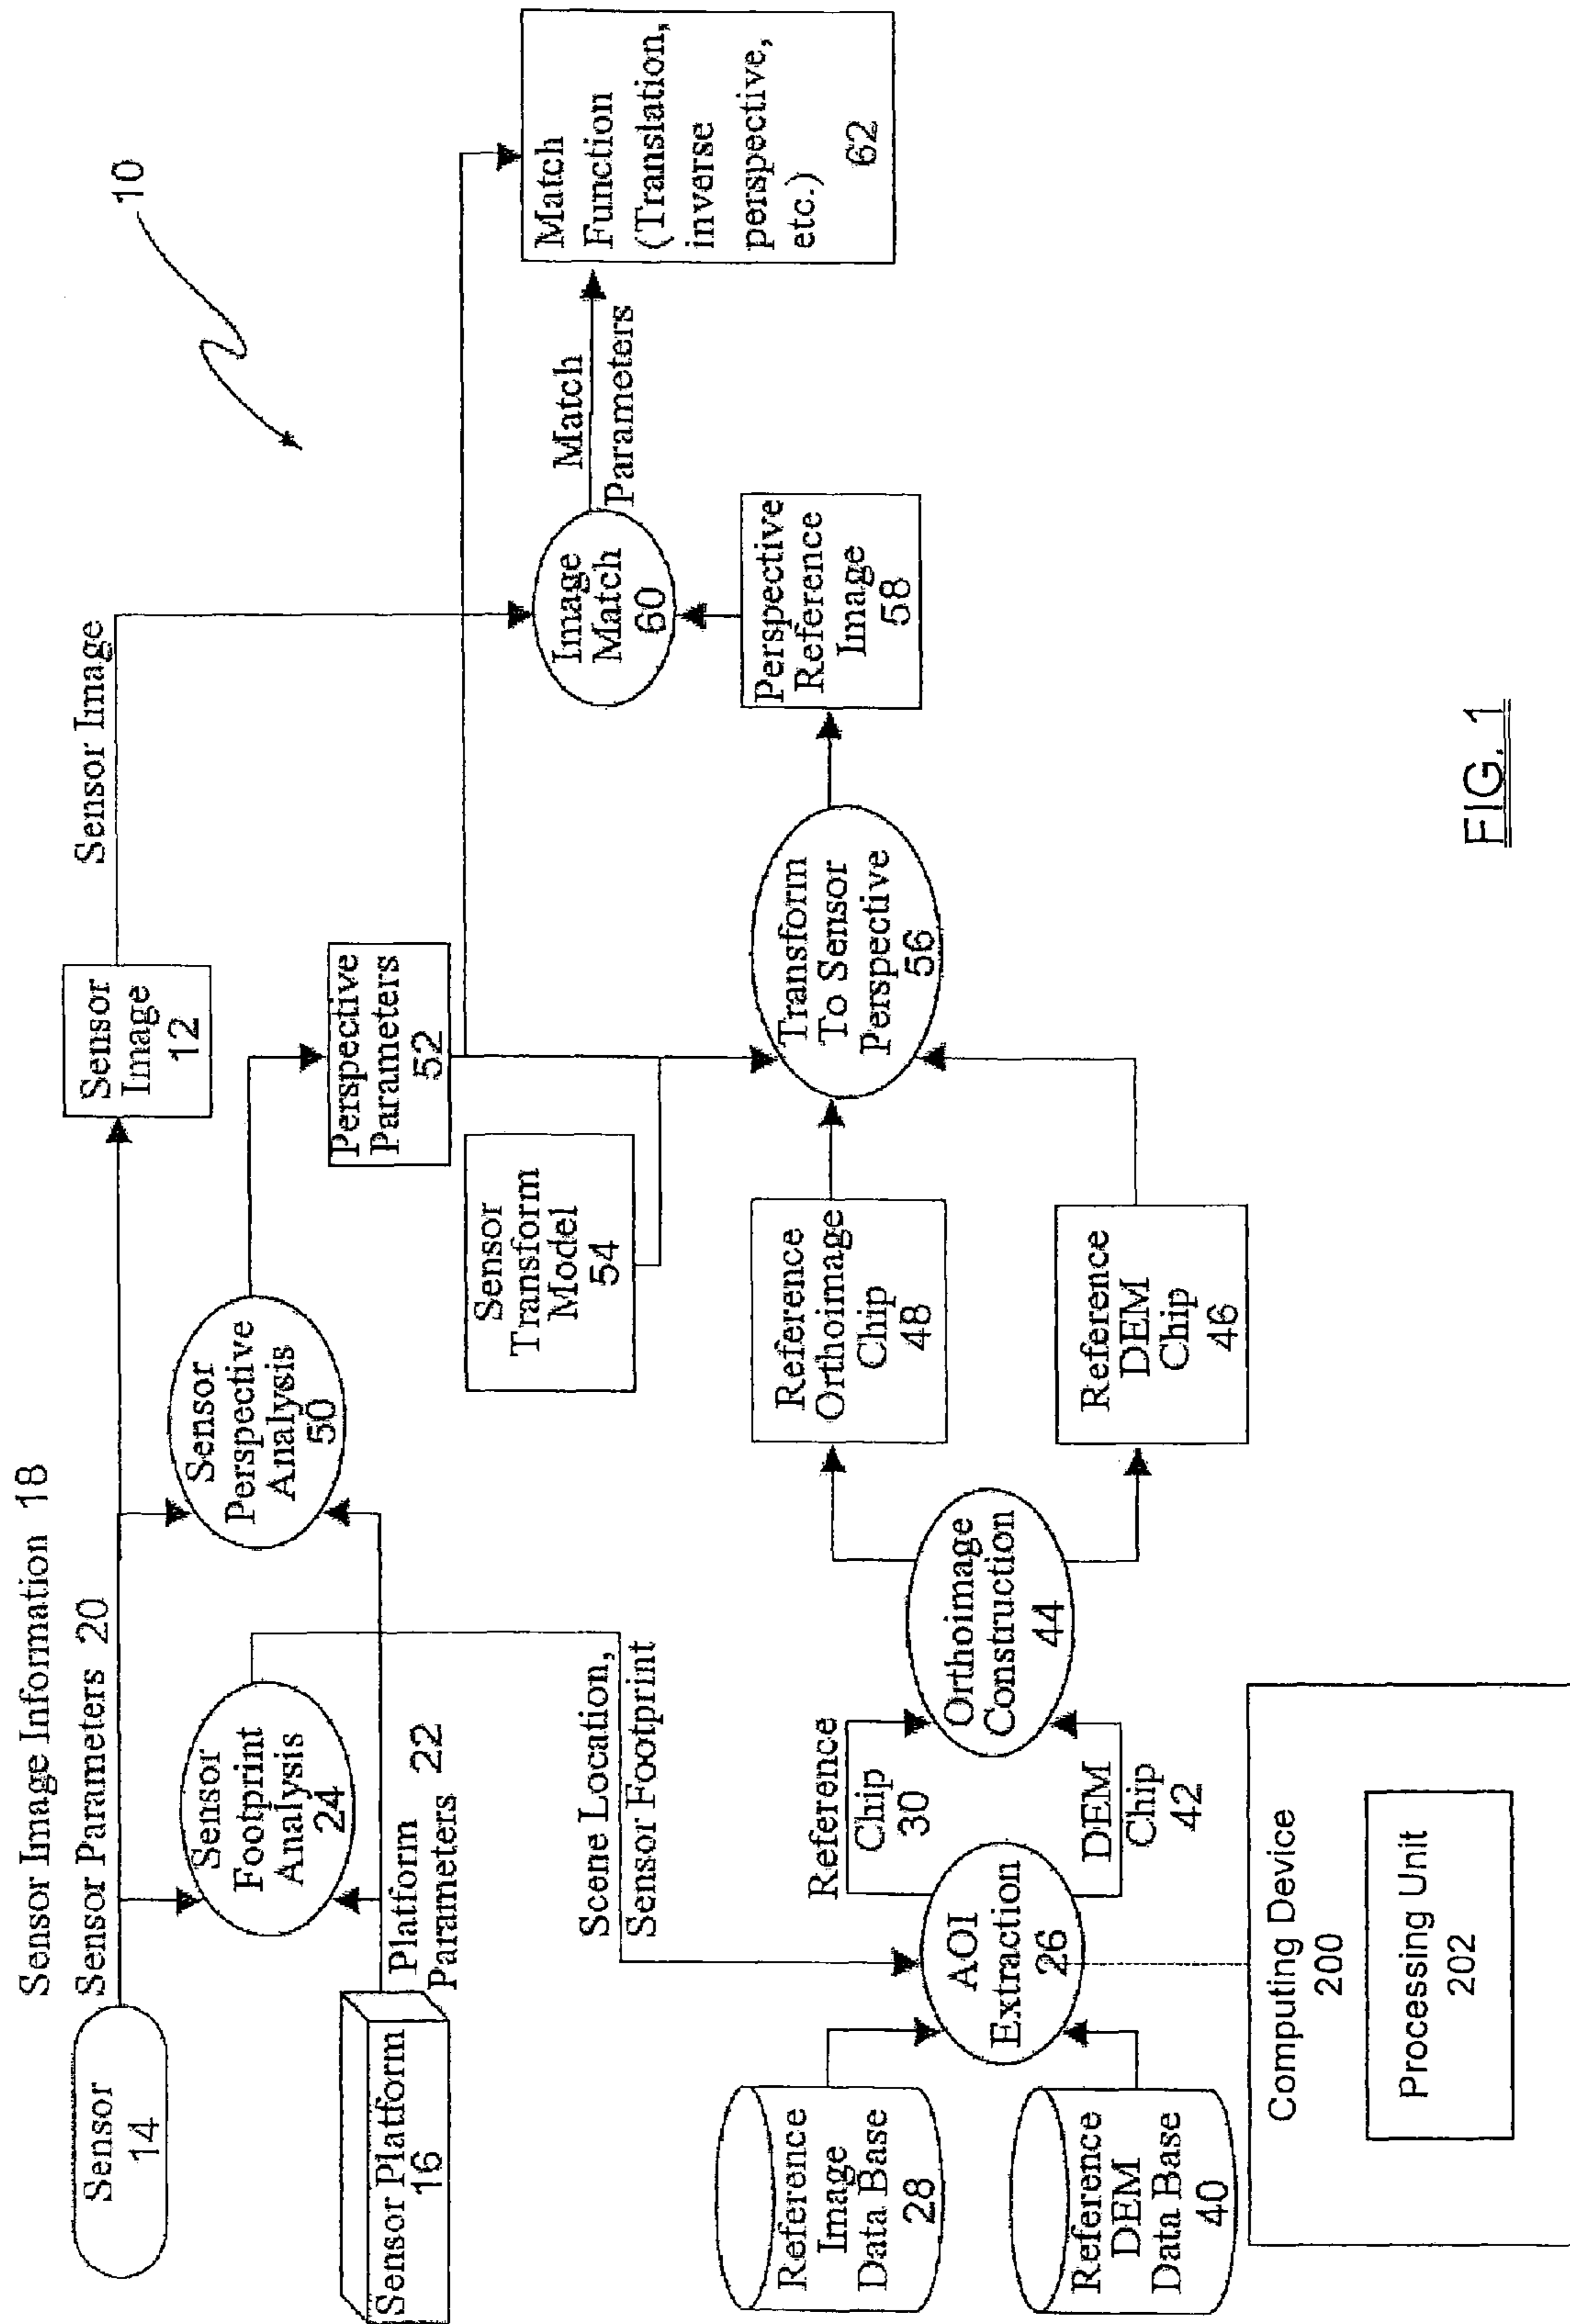 Sensor Image Information 18
Sensor Parameters 20
Sensor
14
Sensor
Image
12
Sensor Image
10
Sensor
Footprint
Analysis
24
Sensor
Perspective
Analysis
50
Perspective
Parameters
52
Sensor Platform
16
Platform
Parameters 22
Sensor
Transform
Model
54
Scene Location,
Sensor Footprint
Image
Match
60
Match
Parameters
Match
Function
(Translation,
inverse
perspective,
etc.)
62
Reference
Image
Data Base
28
Reference
DEM
Data Base
40
AOI
Extraction
26
Reference
Chip
30
DEM
Chip
42
Orthoimage
Construction
44
Reference
Orthoimage
Chip
48
Reference
DEM
Chip
46
Transform
To Sensor
Perspective
56
Perspective
Reference
Image
58
Computing Device
200
Processing Unit
202
FIG. 1